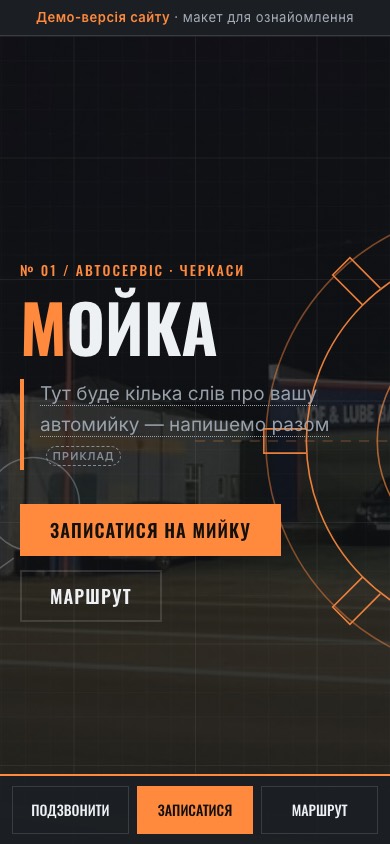 Демо-версія сайту · макет для ознайомлення
№ 01 / АВТОСЕРВІС · ЧЕРКАСИ
МОЙКА
Тут буде кілька слів про вашу
автомийку — напишемо разом
ПРИКЛАД
& LUBE
ЗАПИСАТИСЯ НА МИЙКУ
МАРШРУТ
ПОДЗВОНИТИ
ЗАПИСАТИСЯ
МАРШРУТ